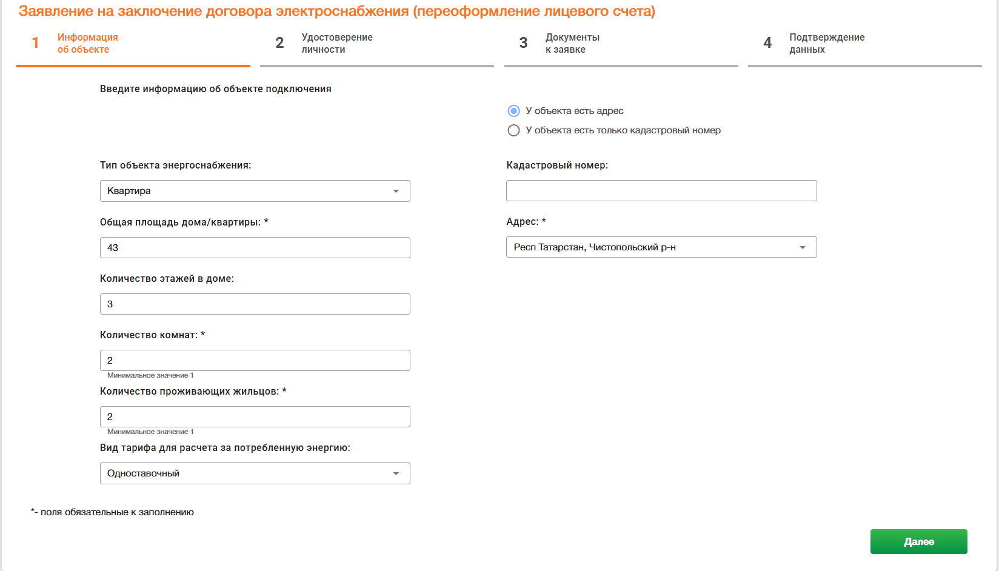 Заявление на заключение договора электроснабжения (переоформление лицевого счета)
1
Информация
об объекте
2
Удостоверение
личности
3
Документы
к заявке
4
Подтверждение
данных
Введите информацию об объекте подключения
У объекта есть адрес
У объекта есть только кадастровый номер
Тип объекта энергоснабжения:
Квартира
Общая площадь дома/квартиры: *
43
Количество этажей в доме:
3
Количество комнат: *
2
Минимальное значение 1
Количество проживающих жильцов: *
2
Минимальное значение 1
Вид тарифа для расчета за потребленную энергию:
Одноставочный
Кадастровый номер:
Адрес: *
Респ Татарстан, Чистопольский р-н
*- поля обязательные к заполнению
Далее